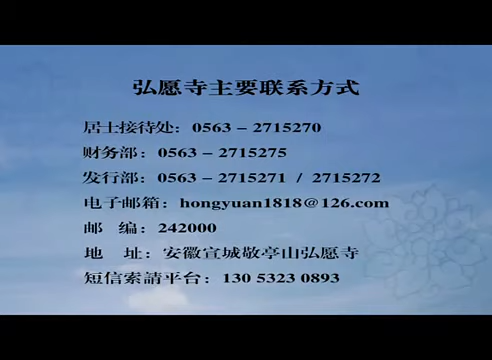 弘愿寺主要联系方式
居士接待处：0563－2715270
财务部：0563－2715275
发行部：0563－2715271 / 2715272
电子邮箱：hongyuan1818@126.com
邮 编：242000
地 址：安徽宣城敬亭山弘愿寺
短信索請平台：130 5323 0893